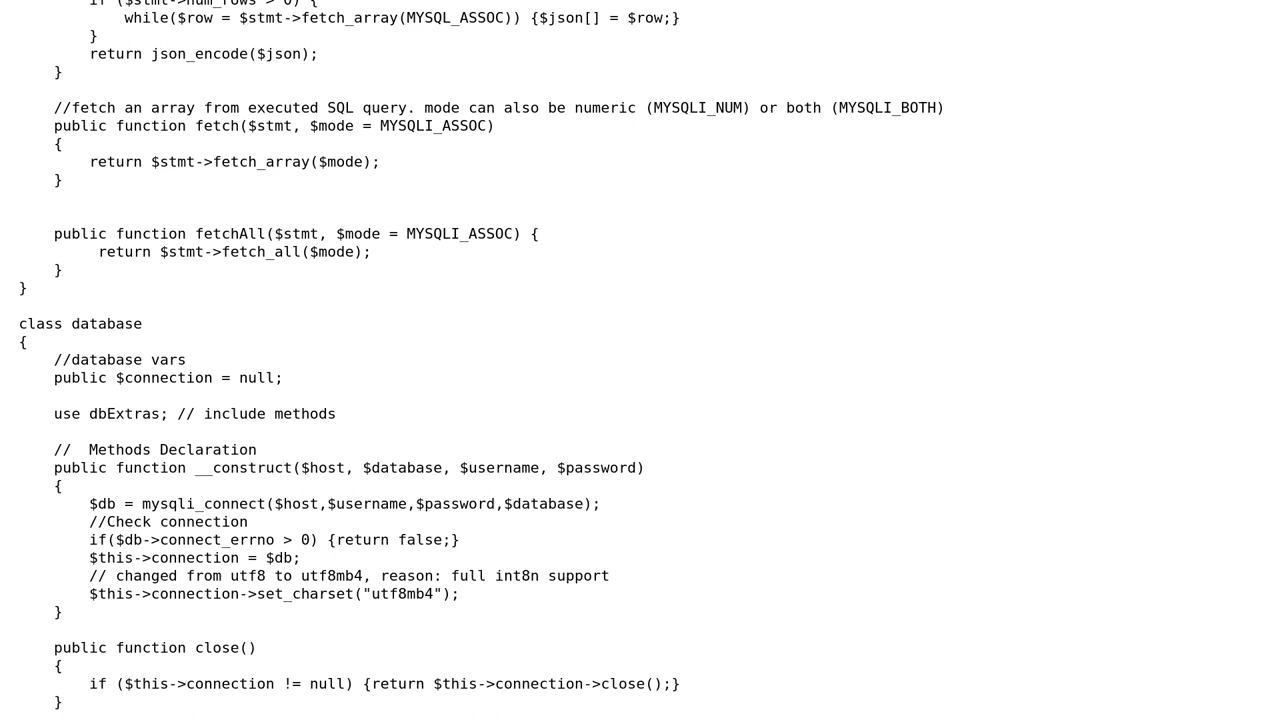 if ($stmt->num_rows > 0) {
while($row = $stmt->fetch_array(MYSQL_ASSOC)) {$json[] = $row;}
}
return json_encode($json);
}
//fetch an array from executed SQL query. mode can also be numeric (MYSQLI_NUM) or both (MYSQLI_BOTH)
public function fetch($stmt, $mode = MYSQLI_ASSOC)
{
return $stmt->fetch_array($mode);
}
public function fetchAll($stmt, $mode = MYSQLI_ASSOC) {
return $stmt->fetch_all($mode);
}
}
class database
{
//database vars
public $connection = null;
use dbExtras; // include methods
//  Methods Declaration
public function __construct($host, $database, $username, $password)
{
$db = mysqli_connect($host,$username,$password,$database);
//Check connection
if($db->connect_errno > 0) {return false;}
$this->connection = $db;
// changed from utf8 to utf8mb4, reason: full int8n support
$this->connection->set_charset("utf8mb4");
}
public function close()
{
if ($this->connection != null) {return $this->connection->close();}
}